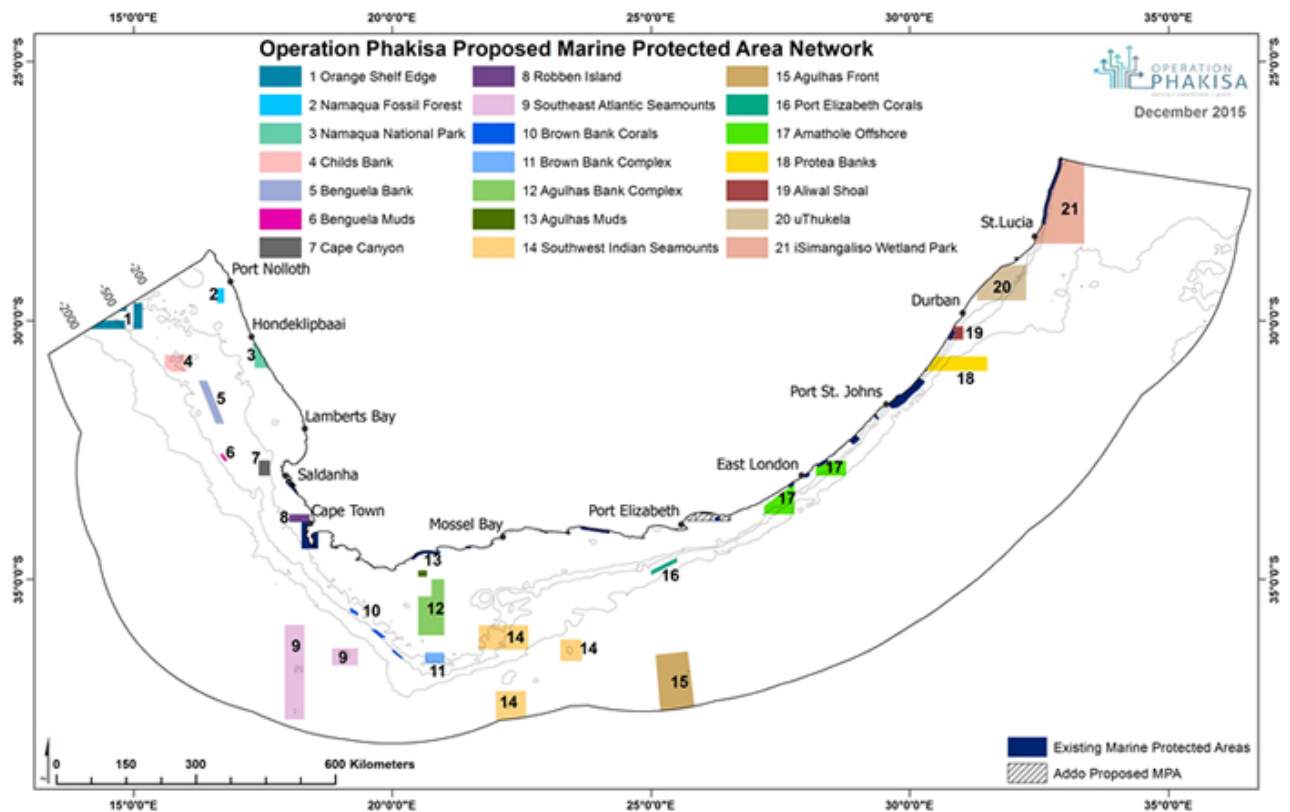 15°0'0"E 20°0'0"E 25°0'0"E 30°0'0"E 35°0'0"E
25°0'0"S
25°0'0"S
Operation Phakisa Proposed Marine Protected Area Network
1 Orange Shelf Edge
2 Namaqua Fossil Forest
3 Namaqua National Park
4 Childs Bank
5 Benguela Bank
6 Benguela Muds
7 Cape Canyon
8 Robben Island
9 Southeast Atlantic Seamounts
10 Brown Bank Corals
11 Brown Bank Complex
12 Agulhas Bank Complex
13 Agulhas Muds
14 Southwest Indian Seamounts
15 Agulhas Front
16 Port Elizabeth Corals
17 Amathole Offshore
18 Protea Banks
19 Aliwal Shoal
20 uThukela
21 iSimangaliso Wetland Park
OPERATION
PHAKISA
December 2015
21
St.Lucia
20
Durban
19
18
Port St. Johns
17
East London
17
Port Elizabeth
16
Mossel Bay
13
12
14
14
14
15
11
10
9
9
Cape Town
8
Saldanha
7
6
Lamberts Bay
5
4
3
Hondeklipbaai
2
Port Nolloth
1
-200
-500
-2000
30°0'0"S
30°0'0"S
35°0'0"S
35°0'0"S
0 150 300 600 Kilometers
Existing Marine Protected Areas
Addo Proposed MPA
15°0'0"E 20°0'0"E 25°0'0"E 30°0'0"E 35°0'0"E